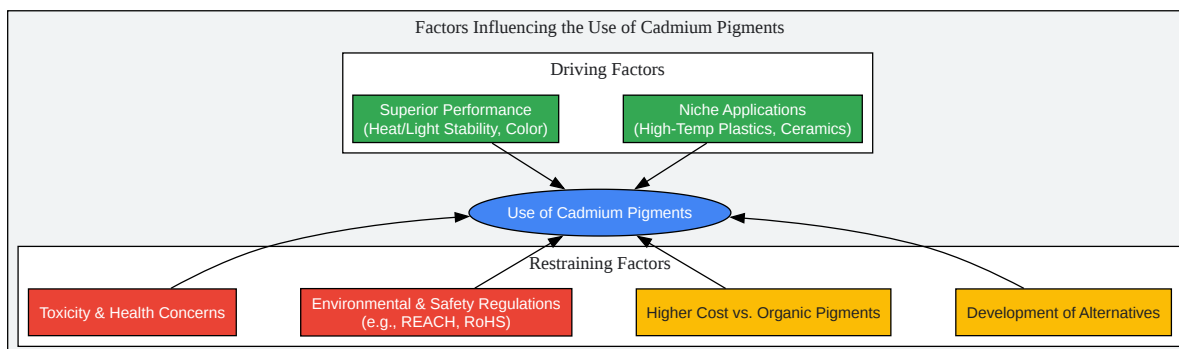 Factors Influencing the Use of Cadmium Pigments
Driving Factors
Superior Performance
(Heat/Light Stability, Color)
Niche Applications
(High-Temp Plastics, Ceramics)
Use of Cadmium Pigments
Restraining Factors
Toxicity & Health Concerns
Environmental & Safety Regulations
(e.g., REACH, RoHS)
Higher Cost vs. Organic Pigments
Development of Alternatives